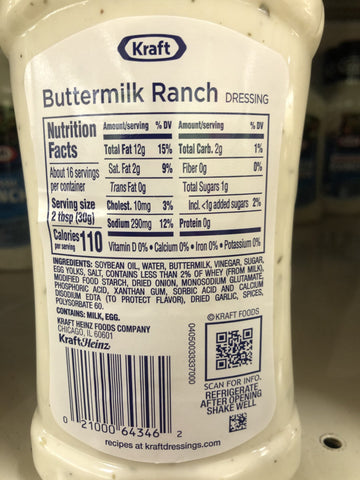 Kraft
Buttermilk Ranch DRESSING
Nutrition Facts
About 16 servings
per container
Serving size
2 tbsp (30g)
Calories 110
per serving
Amount/serving % DV
Total Fat 12g 15%
Sat. Fat 2g 9%
Trans Fat 0g
Cholest. 10mg 3%
Sodium 290mg 12%
Amount/serving % DV
Total Carb. 2g 1%
Fiber 0g 0%
Total Sugars 1g
Incl. <1g added sugars 2%
Protein 0g
Vitamin D 0% • Calcium 0% • Iron 0% • Potassium 0%
INGREDIENTS: SOYBEAN OIL, WATER, BUTTERMILK, VINEGAR, SUGAR,
EGG YOLKS, SALT, CONTAINS LESS THAN 2% OF WHEY (FROM MILK),
MODIFIED FOOD STARCH, DRIED ONION, MONOSODIUM GLUTAMATE,
PHOSPHORIC ACID, XANTHAN GUM, SORBIC ACID AND CALCIUM
DISODIUM EDTA (TO PROTECT FLAVOR), DRIED GARLIC, SPICES,
POLYSORBATE 60.
CONTAINS: MILK, EGG.
KRAFT HEINZ FOODS COMPANY
CHICAGO, IL 60601
KraftHeinz
0 21000 64346 2
©KRAFT FOODS
SCAN FOR INFO.
REFRIGERATE
AFTER OPENING
SHAKE WELL
recipes at kraftdressings.com